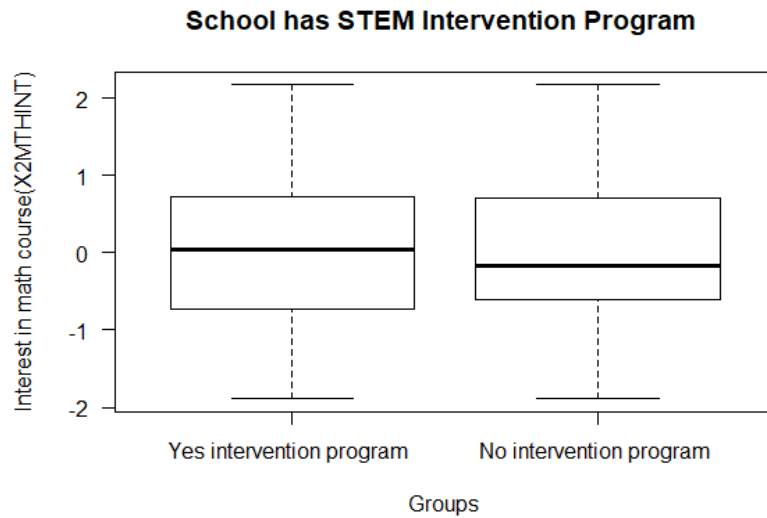 School has STEM Intervention Program
Interest in math course(X2MTHINT)
2
1
0
-1
-2
Yes intervention program
No intervention program
Groups